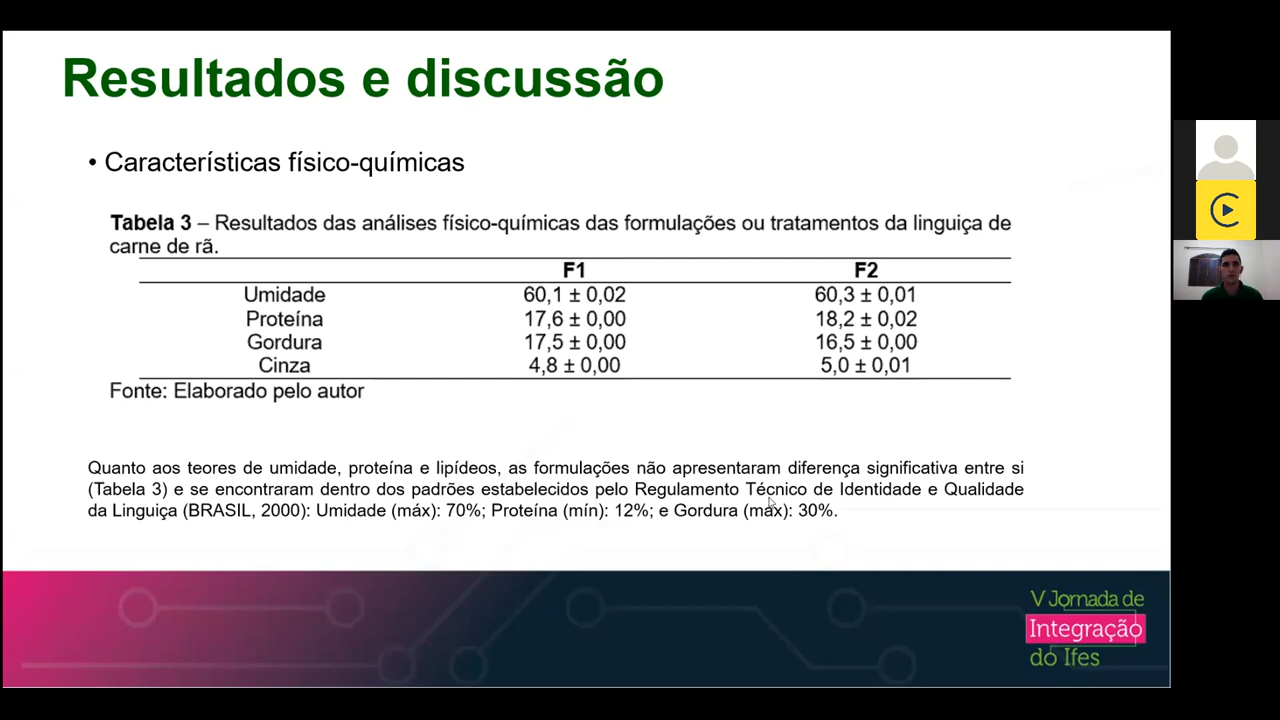 Resultados e discussão
• Características físico-químicas
Tabela 3 – Resultados das análises físico-químicas das formulações ou tratamentos da linguiça de
carne de rã.
F1 F2
Umidade 60,1 ± 0,02 60,3 ± 0,01
Proteína 17,6 ± 0,00 18,2 ± 0,02
Gordura 17,5 ± 0,00 16,5 ± 0,00
Cinza 4,8 ± 0,00 5,0 ± 0,01
Fonte: Elaborado pelo autor
Quanto aos teores de umidade, proteína e lipídeos, as formulações não apresentaram diferença significativa entre si
(Tabela 3) e se encontraram dentro dos padrões estabelecidos pelo Regulamento Técnico de Identidade e Qualidade
da Linguiça (BRASIL, 2000): Umidade (máx): 70%; Proteína (mín): 12%; e Gordura (máx): 30%.
V Jornada de
Integração
do Ifes